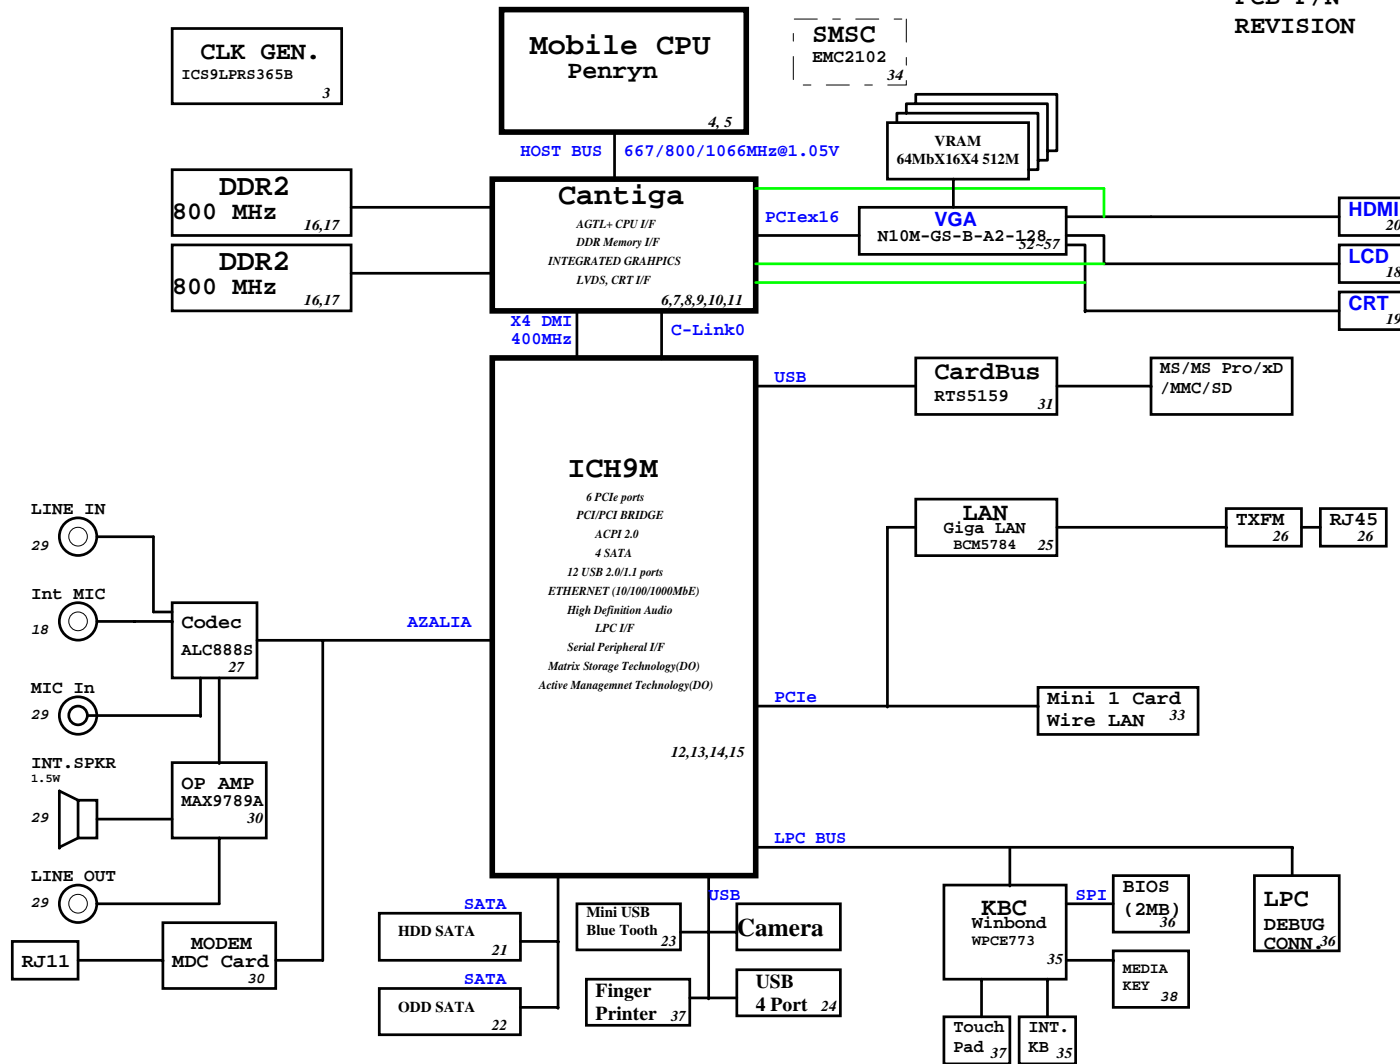 PCB P/N
REVISION
CLK GEN.
ICS9LPRS365B
3
Mobile CPU
Penryn
4, 5
SMSC
EMC2102
34
HOST BUS
667/800/1066MHz@1.05V
VRAM
64MbX16X4 512M
DDR2
800 MHz
16,17
DDR2
800 MHz
16,17
Cantiga
AGTL+ CPU I/F
DDR Memory I/F
INTEGRATED GRAHPICS
LVDS, CRT I/F
6,7,8,9,10,11
PCIex16
VGA
N10M-GS-B-A2-128
52~57
HDMI
20
LCD
18
CRT
19
X4 DMI
400MHz
C-Link0
USB
CardBus
RTS5159
31
MS/MS Pro/xD
/MMC/SD
ICH9M
6 PCIe ports
PCI/PCI BRIDGE
ACPI 2.0
4 SATA
12 USB 2.0/1.1 ports
ETHERNET (10/100/1000MbE)
High Definition Audio
LPC I/F
Serial Peripheral I/F
Matrix Storage Technology(DO)
Active Managemnet Technology(DO)
12,13,14,15
LAN
Giga LAN
BCM5784
25
TXFM
26
RJ45
26
LINE IN
29
Int MIC
18
Codec
ALC888S
27
AZALIA
MIC In
29
PCIe
Mini 1 Card
Wire LAN
33
INT.SPKR
1.5W
29
OP AMP
MAX9789A
30
LINE OUT
29
LPC BUS
RJ11
MODEM
MDC Card
30
SATA
HDD SATA
21
SATA
ODD SATA
22
USB
Mini USB
Blue Tooth
23
Camera
Finger
Printer
37
USB
4 Port
24
KBC
Winbond
WPCE773
35
SPI
BIOS
(2MB)
36
MEDIA
KEY
38
LPC
DEBUG
CONN.
36
Touch
Pad
37
INT.
KB
35